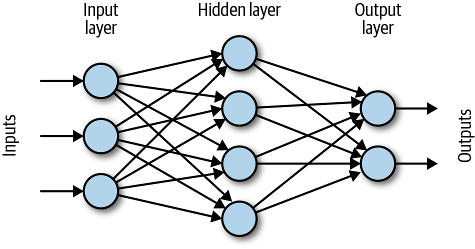 Input
layer
Hidden layer
Output
layer
Inputs
Outputs